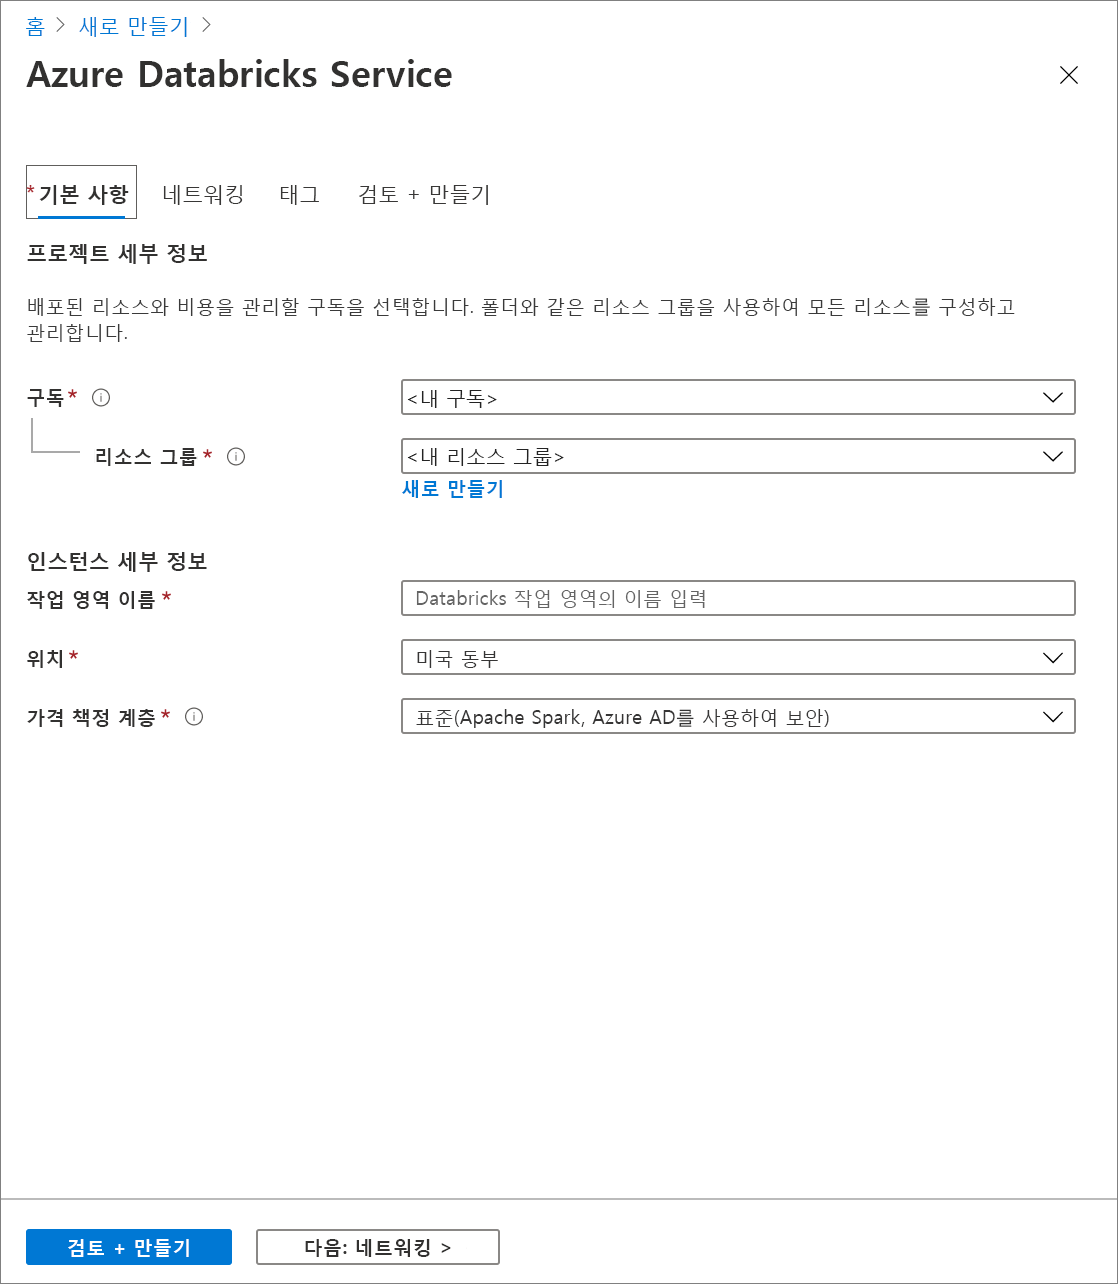 홈 > 새로 만들기 >
Azure Databricks Service
* 기본 사항 네트워킹 태그 검토 + 만들기
프로젝트 세부 정보
배포된 리소스와 비용을 관리할 구독을 선택합니다. 폴더와 같은 리소스 그룹을 사용하여 모든 리소스를 구성하고
관리합니다.
구독 * <내 구독>
리소스 그룹 * <내 리소스 그룹>
새로 만들기
인스턴스 세부 정보
작업 영역 이름 * Databricks 작업 영역의 이름 입력
위치 * 미국 동부
가격 책정 계층 * 표준(Apache Spark, Azure AD를 사용하여 보안)
검토 + 만들기 다음: 네트워킹 >